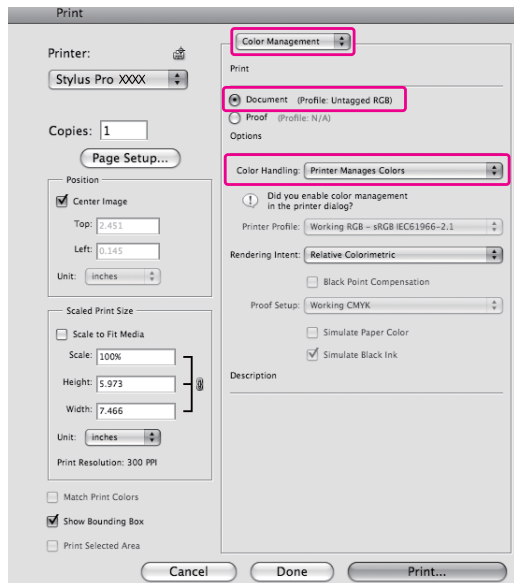 Print
Printer:
Stylus Pro XXXX
Copies: 1
Page Setup...
Position
Center Image
Top: 2.451
Left: 0.145
Unit: inches
Scaled Print Size
Scale to Fit Media
Scale: 100%
Height: 5.973
Width: 7.466
Unit: inches
Print Resolution: 300 PPI
Match Print Colors
Show Bounding Box
Print Selected Area
Color Management
Print
Document (Profile: Untagged RGB)
Proof (Profile: N/A)
Options
Color Handling: Printer Manages Colors
Did you enable color management
in the printer dialog?
Printer Profile: Working RGB - sRGB IEC61966-2.1
Rendering Intent: Relative Colorimetric
Black Point Compensation
Proof Setup: Working CMYK
Simulate Paper Color
Simulate Black Ink
Description
Cancel
Done
Print...